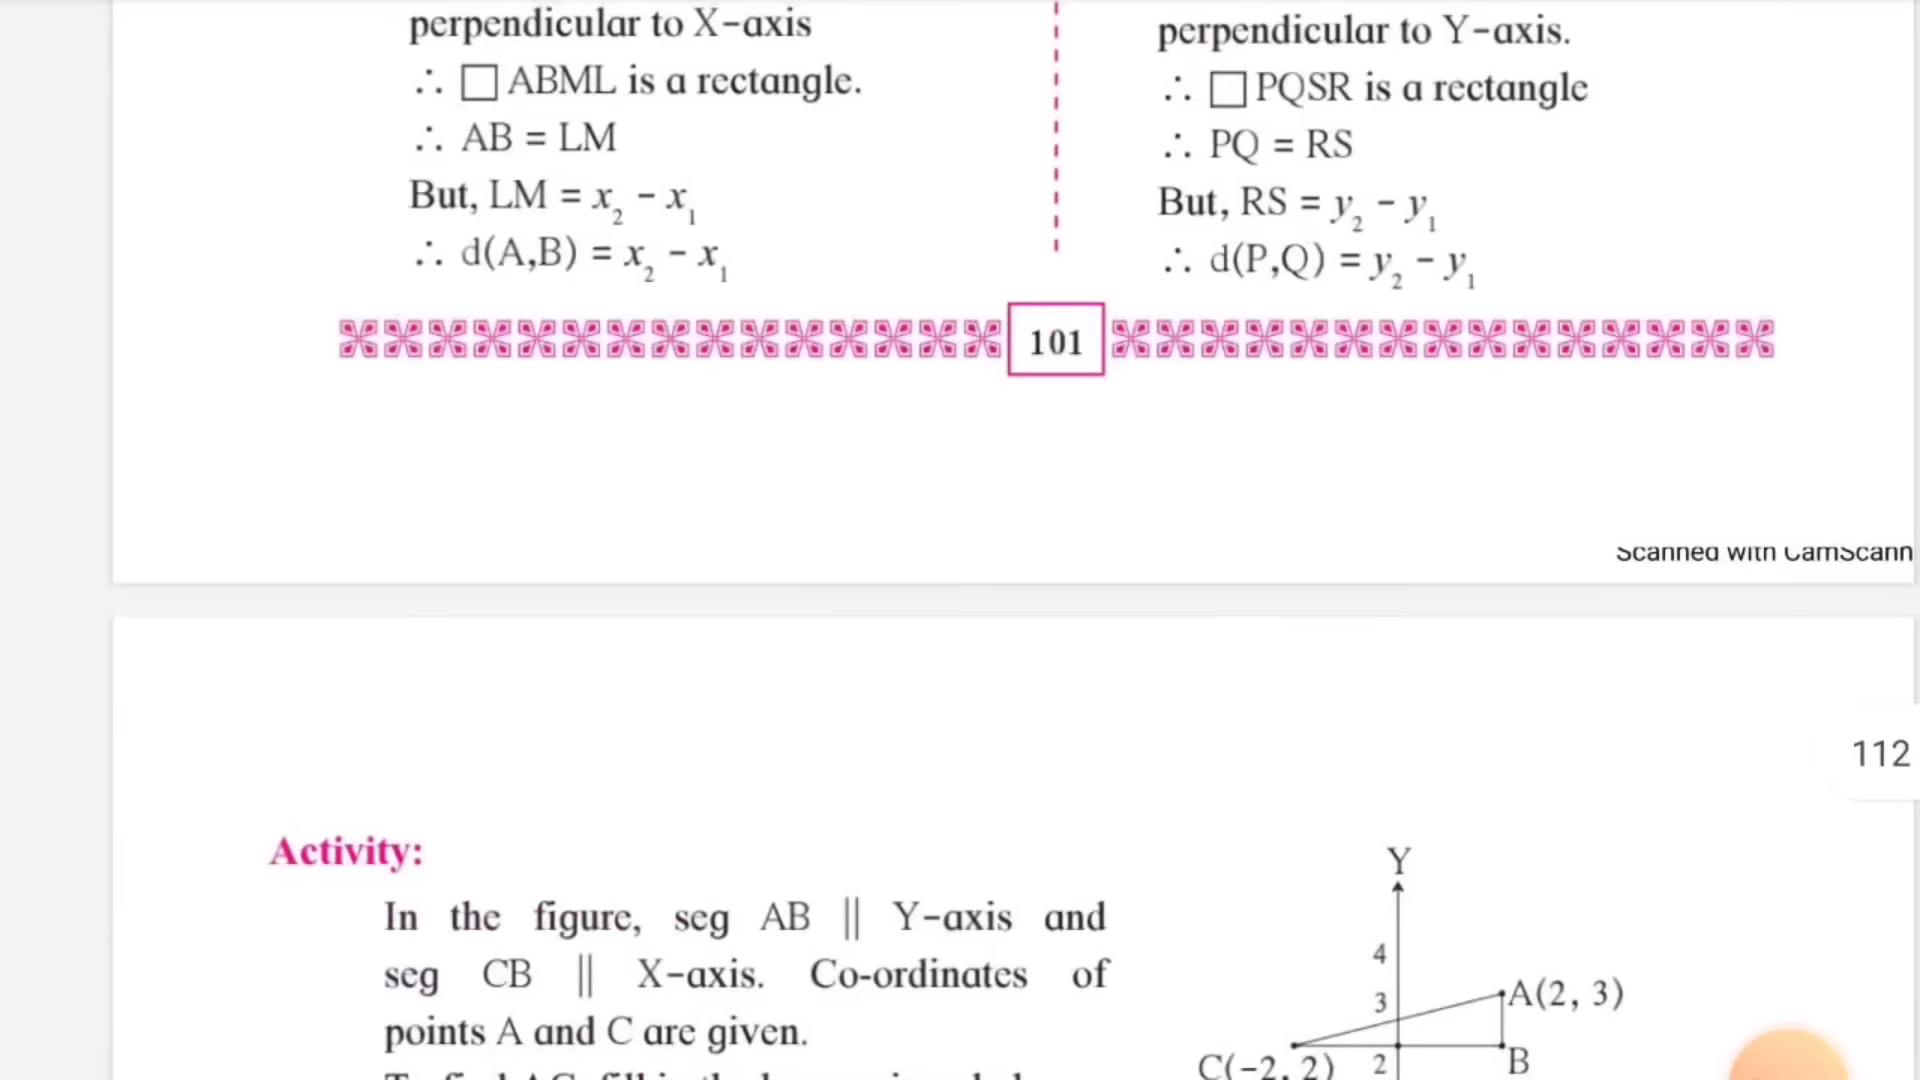 perpendicular to X-axis
∴ □ ABML is a rectangle.
∴ AB = LM
But, LM = x₂ - x₁
∴ d(A,B) = x₂ - x₁
perpendicular to Y-axis.
∴ □ PQSR is a rectangle
∴ PQ = RS
But, RS = y₂ - y₁
∴ d(P,Q) = y₂ - y₁
101
Scanned with CamScann
112
Activity:
In the figure, seg AB || Y-axis and
seg CB || X-axis. Co-ordinates of
points A and C are given.
Y
4
3
A(2, 3)
C(-2, 2)
2
B